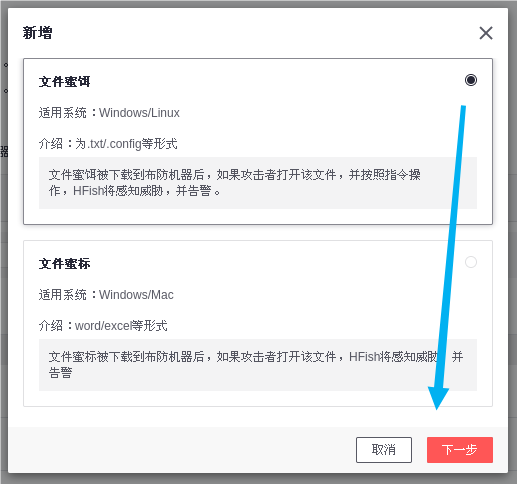 新增
文件蜜饵
适用系统：Windows/Linux
介绍：为.txt/.config等形式
文件蜜饵被下载到布防机器后，如果攻击者打开该文件，并按照指令操
作，HFish将感知威胁，并告警。
文件蜜标
适用系统：Windows/Mac
介绍：word/excel等形式
文件蜜标被下载到布防机器后，如果攻击者打开该文件，HFish将感知威胁，并
告警
取消
下一步